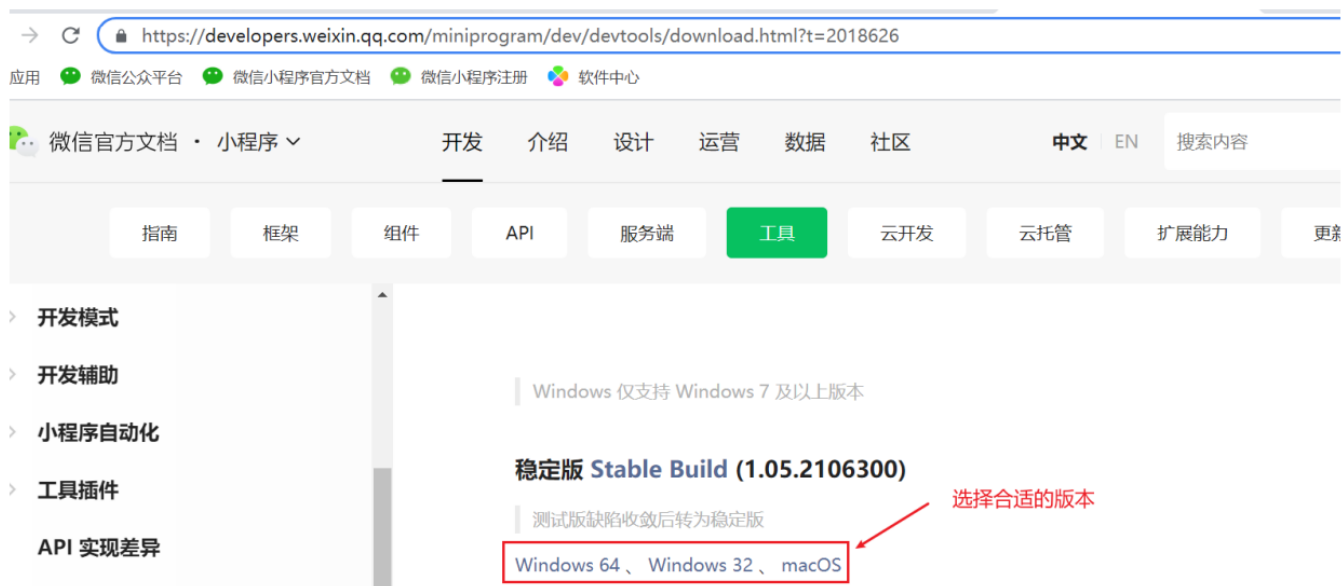 https://developers.weixin.qq.com/miniprogram/dev/devtools/download.html?t=2018626
应用 微信公众平台 微信小程序官方文档 微信小程序注册 软件中心
微信官方文档 · 小程序 开发 介绍 设计 运营 数据 社区 中文 EN 搜索内容
指南 框架 组件 API 服务端 工具 云开发 云托管 扩展能力 更新
开发模式
开发辅助
Windows 仅支持 Windows 7 及以上版本
小程序自动化
稳定版 Stable Build (1.05.2106300)
工具插件
选择合适的版本
测试版缺陷收敛后转为稳定版
API 实现差异
Windows 64 、 Windows 32 、 macOS